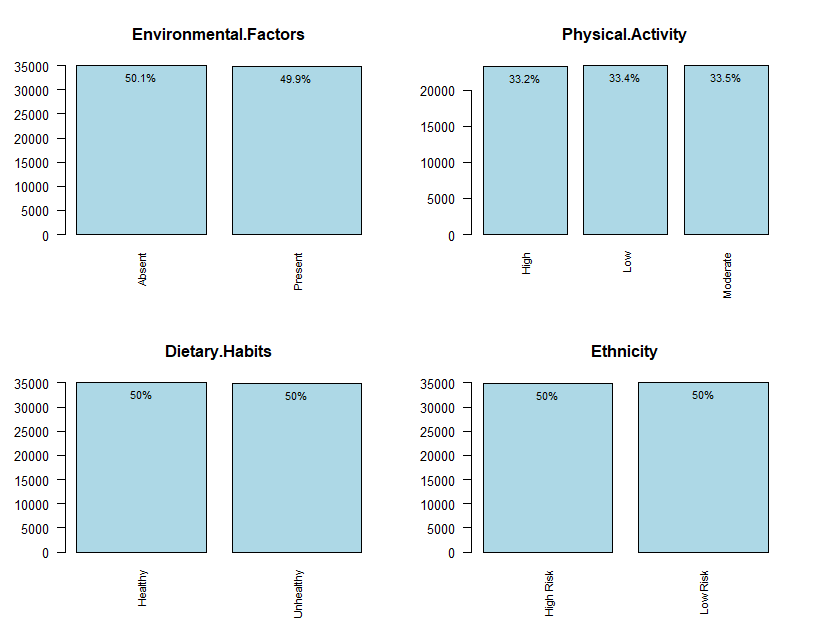 Environmental.Factors
35000
30000
25000
20000
15000
10000
5000
0
50.1%
49.9%
Absent
Present
Physical.Activity
20000
15000
10000
5000
0
33.2%
33.4%
33.5%
High
Low
Moderate
Dietary.Habits
35000
30000
25000
20000
15000
10000
5000
0
50%
50%
Healthy
Unhealthy
Ethnicity
35000
30000
25000
20000
15000
10000
5000
0
50%
50%
High Risk
Low Risk